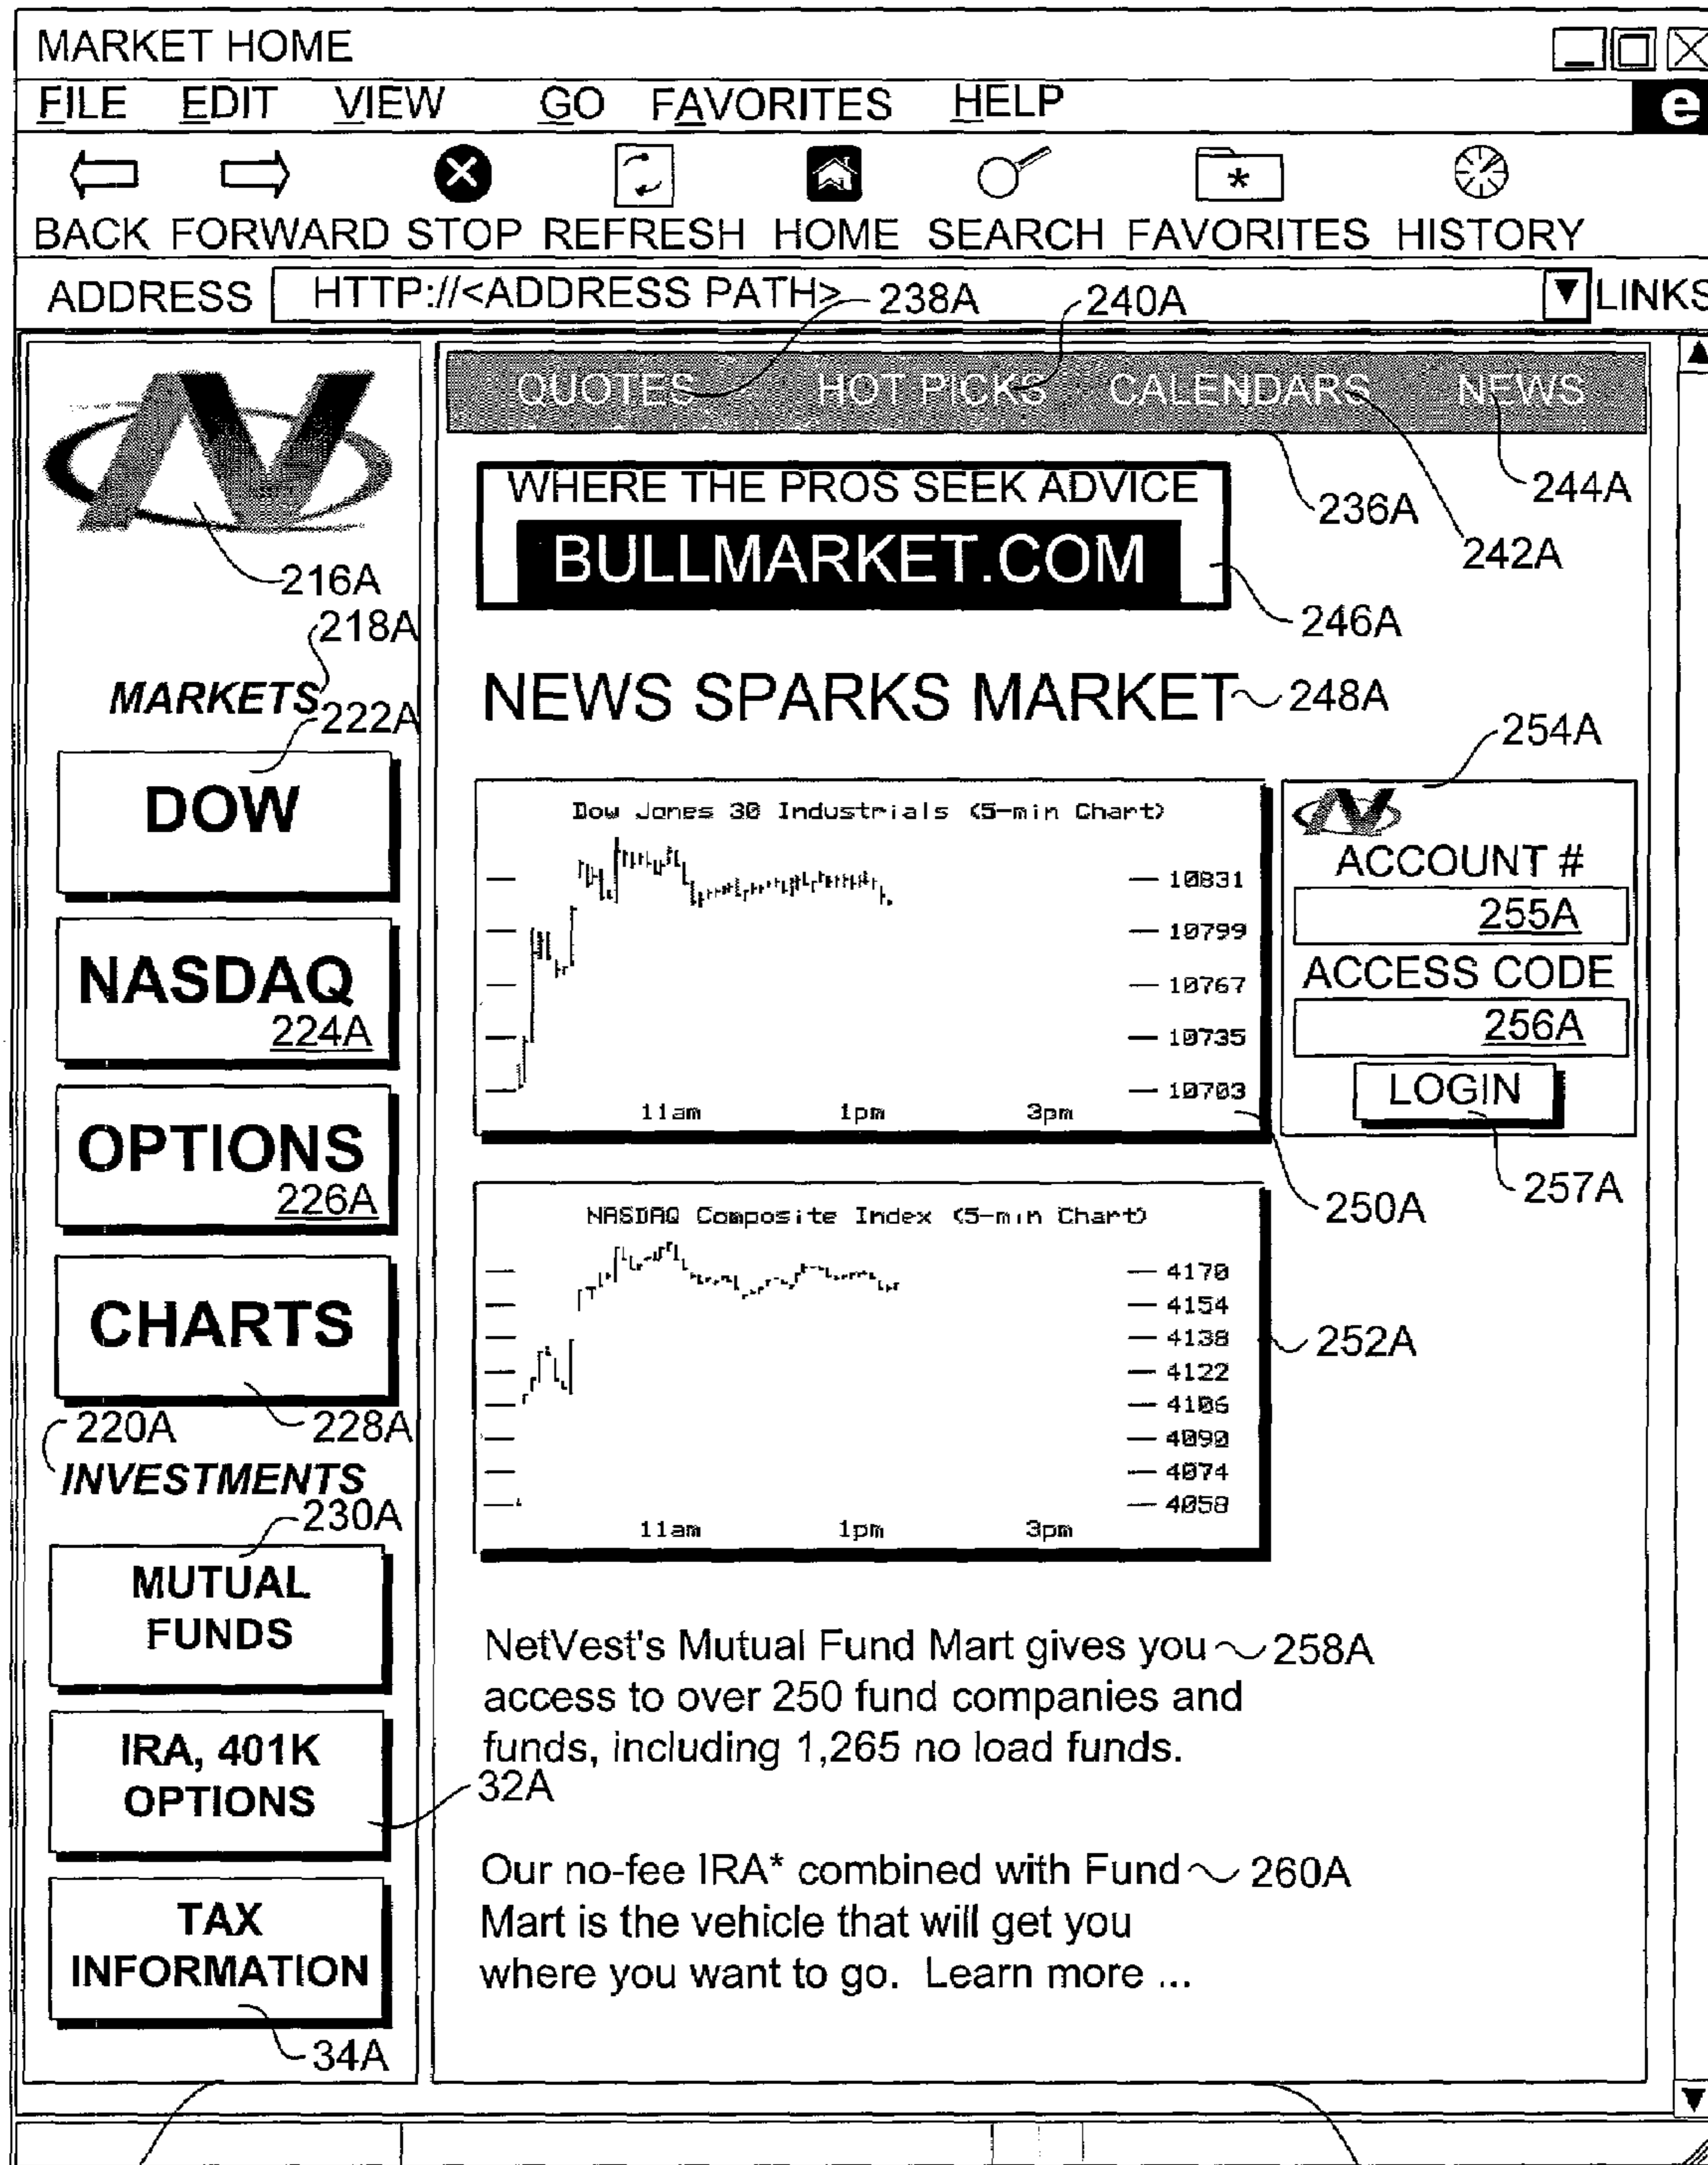 MARKET HOME
FILE EDIT VIEW GO FAVORITES HELP
e
BACK FORWARD STOP REFRESH HOME SEARCH FAVORITES HISTORY
ADDRESS HTTP://<ADDRESS PATH> LINKS
238A 240A
QUOTES HOT PICKS CALENDARS NEWS
244A
236A
242A
216A
218A
MARKETS
222A
DOW
NASDAQ
224A
OPTIONS
226A
CHARTS
220A 228A
INVESTMENTS
230A
MUTUAL
FUNDS
IRA, 401K
OPTIONS
32A
TAX
INFORMATION
34A
WHERE THE PROS SEEK ADVICE
BULLMARKET.COM
246A
NEWS SPARKS MARKET 248A
254A
Dow Jones 30 Industrials (5-min Chart)
10831
10799
10767
10735
10703
11am 1pm 3pm
250A
ACCOUNT #
255A
ACCESS CODE
256A
LOGIN
257A
NASDAQ Composite Index (5-min Chart)
4170
4154
4138
4122
4106
4090
4074
4058
11am 1pm 3pm
252A
NetVest's Mutual Fund Mart gives you 258A
access to over 250 fund companies and
funds, including 1,265 no load funds.
Our no-fee IRA* combined with Fund 260A
Mart is the vehicle that will get you
where you want to go. Learn more ...